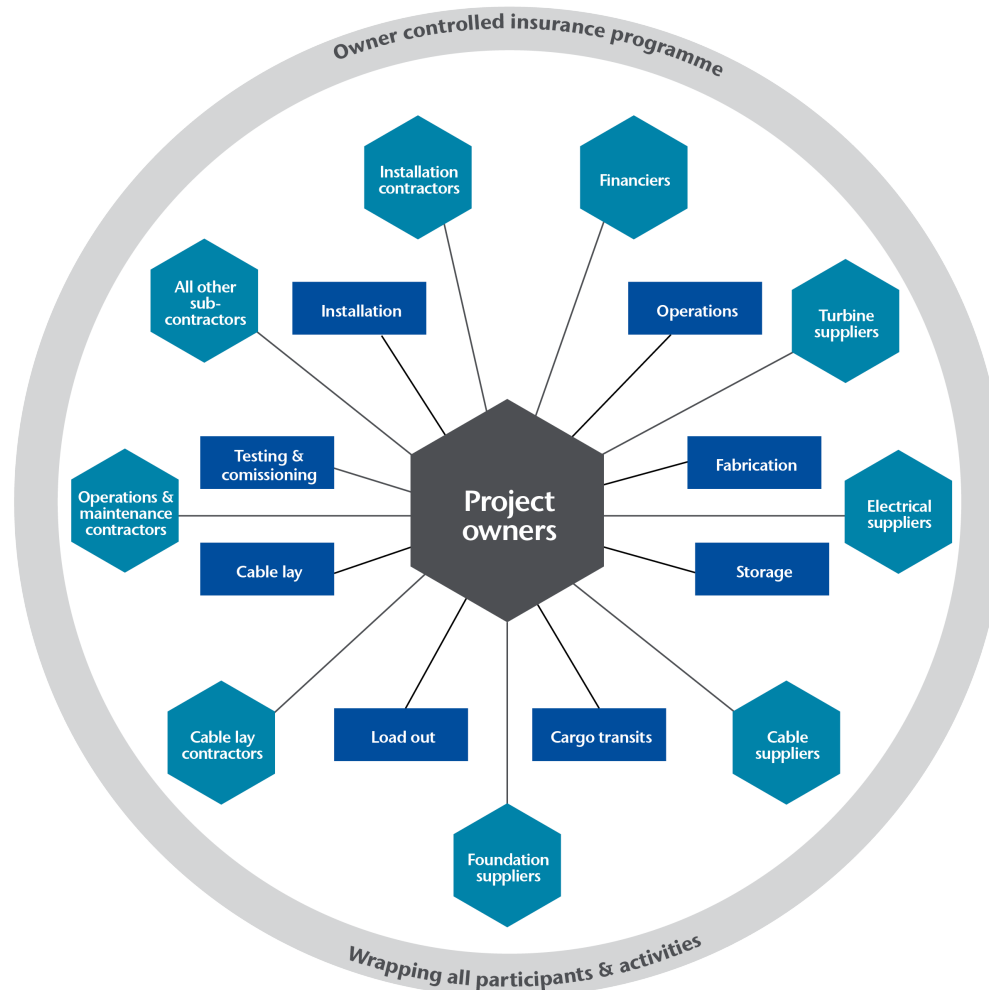 Owner controlled insurance programme
Installation
contractors
Financiers
All other
sub-
contractors
Installation
Operations
Turbine
suppliers
Testing &
comissioning
Fabrication
Operations &
maintenance
contractors
Project
owners
Electrical
suppliers
Cable lay
Storage
Cable lay
contractors
Load out
Cargo transits
Cable
suppliers
Foundation
suppliers
Wrapping all participants & activities